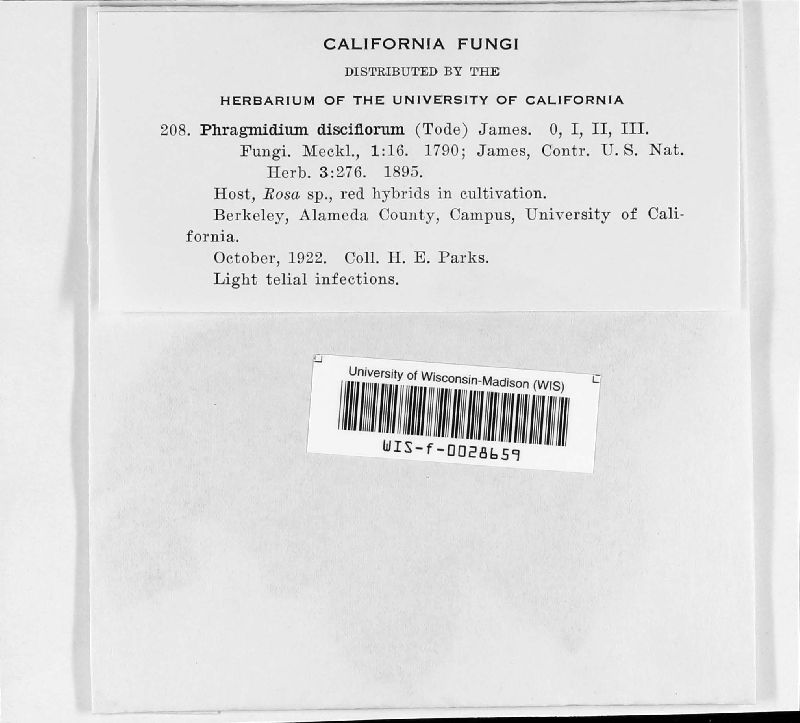 CALIFORNIA FUNGI
DISTRIBUTED BY THE
HERBARIUM OF THE UNIVERSITY OF CALIFORNIA
208. Phragmidium disciflorum (Tode) James. 0, I, II, III.
Fungi. Meckl., 1:16. 1790; James, Contr. U. S. Nat.
Herb. 3:276. 1895.
Host, Rosa sp., red hybrids in cultivation.
Berkeley, Alameda County, Campus, University of Cali-
fornia.
October, 1922. Coll. H. E. Parks.
Light telial infections.
University of Wisconsin-Madison (WIS)
WIS-f-0028659